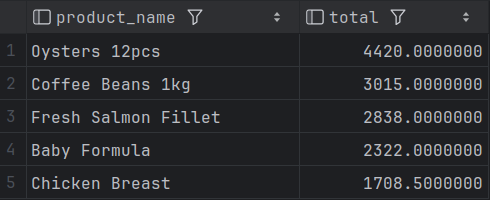 product_name total
1 Oysters 12pcs 4420.0000000
2 Coffee Beans 1kg 3015.0000000
3 Fresh Salmon Fillet 2838.0000000
4 Baby Formula 2322.0000000
5 Chicken Breast 1708.5000000